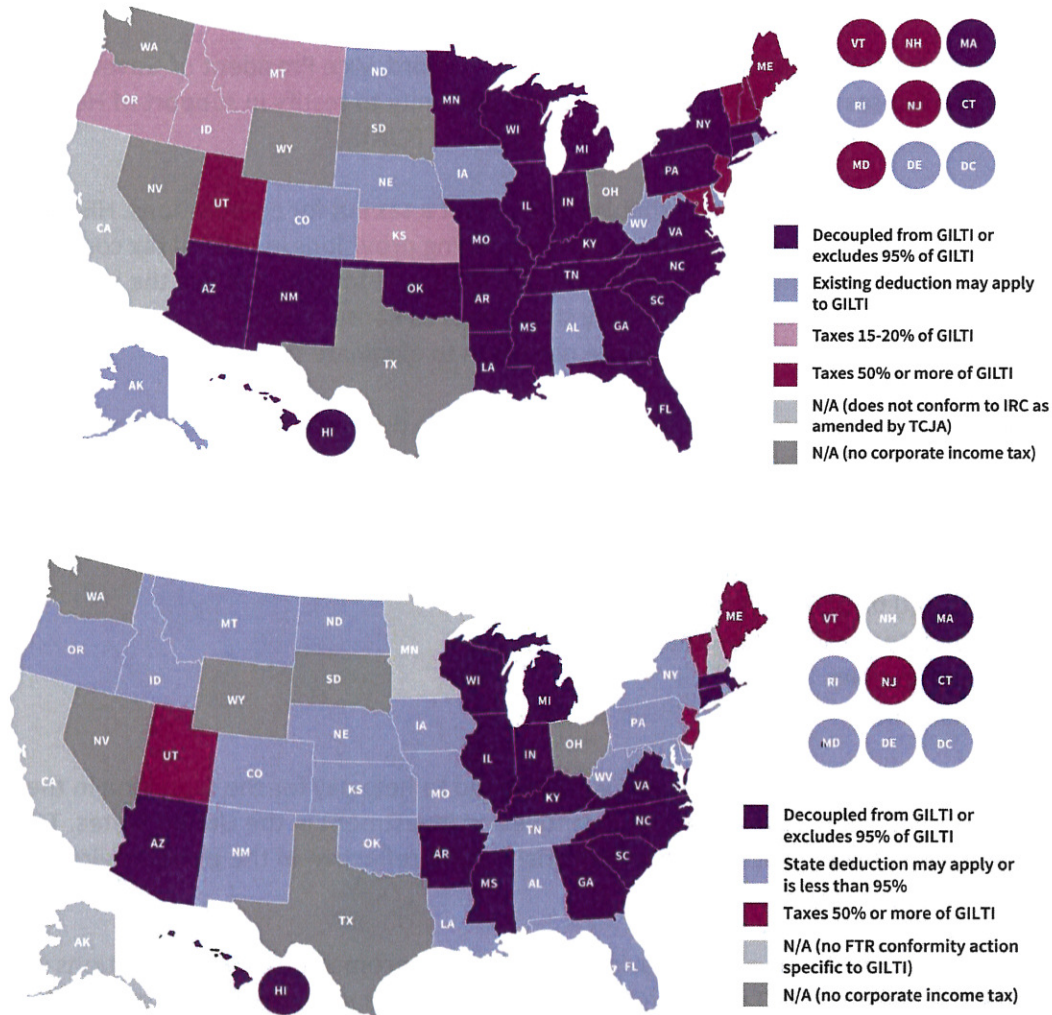 WA
MT
ND
MN
ME
OR
ID
SD
WI
NY
WY
MI
IA
PA
NV
NE
OH
UT
IL
IN
CA
CO
WV
VA
KS
MO
KY
NC
TN
AZ
OK
NM
AR
SC
MS
AL
GA
TX
LA
AK
FL
HI
VT
NH
MA
RI
NJ
CT
MD
DE
DC
Decoupled from GILTI or
excludes 95% of GILTI
Existing deduction may apply
to GILTI
Taxes 15-20% of GILTI
Taxes 50% or more of GILTI
N/A (does not conform to IRC as
amended by TCJA)
N/A (no corporate income tax)
WA
MT
ND
MN
ME
OR
ID
SD
WI
NY
WY
MI
IA
PA
NV
NE
OH
UT
IL
IN
CA
CO
WV
VA
KS
MO
KY
NC
TN
AZ
OK
NM
AR
SC
MS
AL
GA
TX
LA
AK
FL
HI
VT
NH
MA
RI
NJ
CT
MD
DE
DC
Decoupled from GILTI or
excludes 95% of GILTI
State deduction may apply or
is less than 95%
Taxes 50% or more of GILTI
N/A (no FTR conformity action
specific to GILTI)
N/A (no corporate income tax)